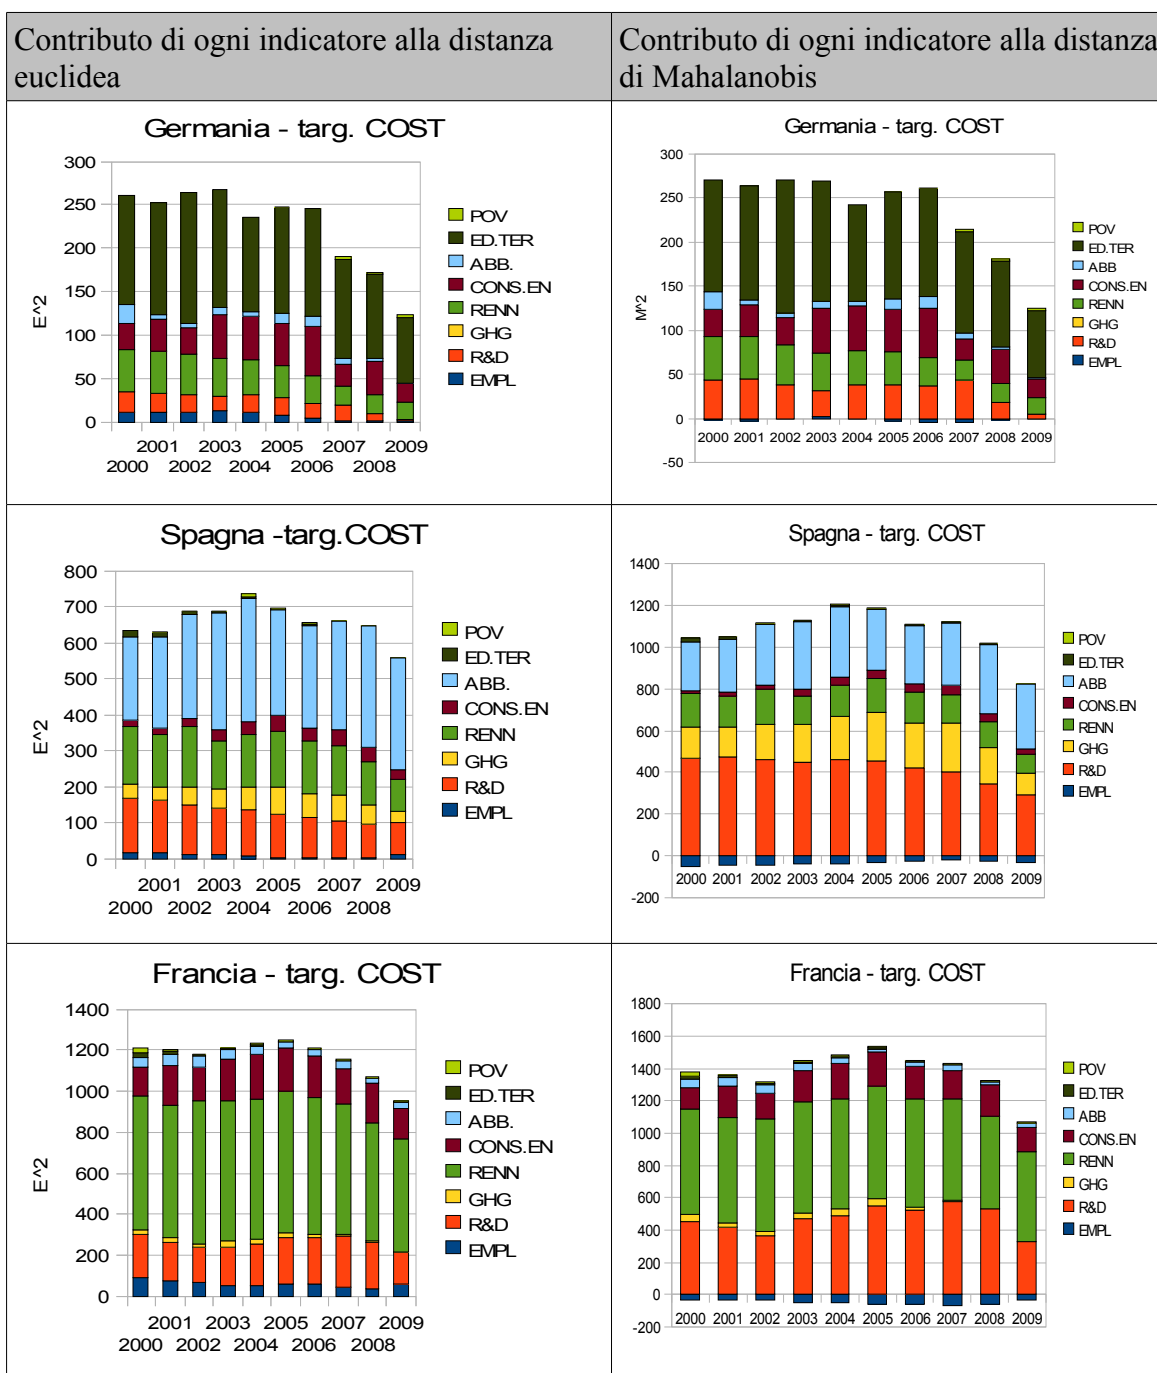 Contributo di ogni indicatore alla distanza
euclidea
Contributo di ogni indicatore alla distanza
di Mahalanobis
Germania - targ. COST
E^2
300
250
200
150
100
50
0
2001 2003 2005 2007 2009
2000 2002 2004 2006 2008
POV
ED.TER
ABB.
CONS.EN
RENN
GHG
R&D
EMPL
Germania - targ. COST
M^2
300
250
200
150
100
50
0
-50
2000 2001 2002 2003 2004 2005 2006 2007 2008 2009
POV
ED.TER
ABB
CONS.EN
RENN
GHG
R&D
EMPL
Spagna -targ.COST
E^2
800
700
600
500
400
300
200
100
0
2001 2003 2005 2007 2009
2000 2002 2004 2006 2008
POV
ED.TER
ABB.
CONS.EN
RENN
GHG
R&D
EMPL
Spagna - targ. COST
1400
1200
1000
800
600
400
200
0
-200
2000 2001 2002 2003 2004 2005 2006 2007 2008 2009
POV
ED.TER
ABB
CONS.EN
RENN
GHG
R&D
EMPL
Francia - targ. COST
E^2
1400
1200
1000
800
600
400
200
0
2001 2003 2005 2007 2009
2000 2002 2004 2006 2008
POV
ED.TER
ABB.
CONS.EN
RENN
GHG
R&D
EMPL
Francia - targ. COST
1800
1600
1400
1200
1000
800
600
400
200
0
-200
2000 2001 2002 2003 2004 2005 2006 2007 2008 2009
POV
ED.TER
ABB
CONS.EN
RENN
GHG
R&D
EMPL